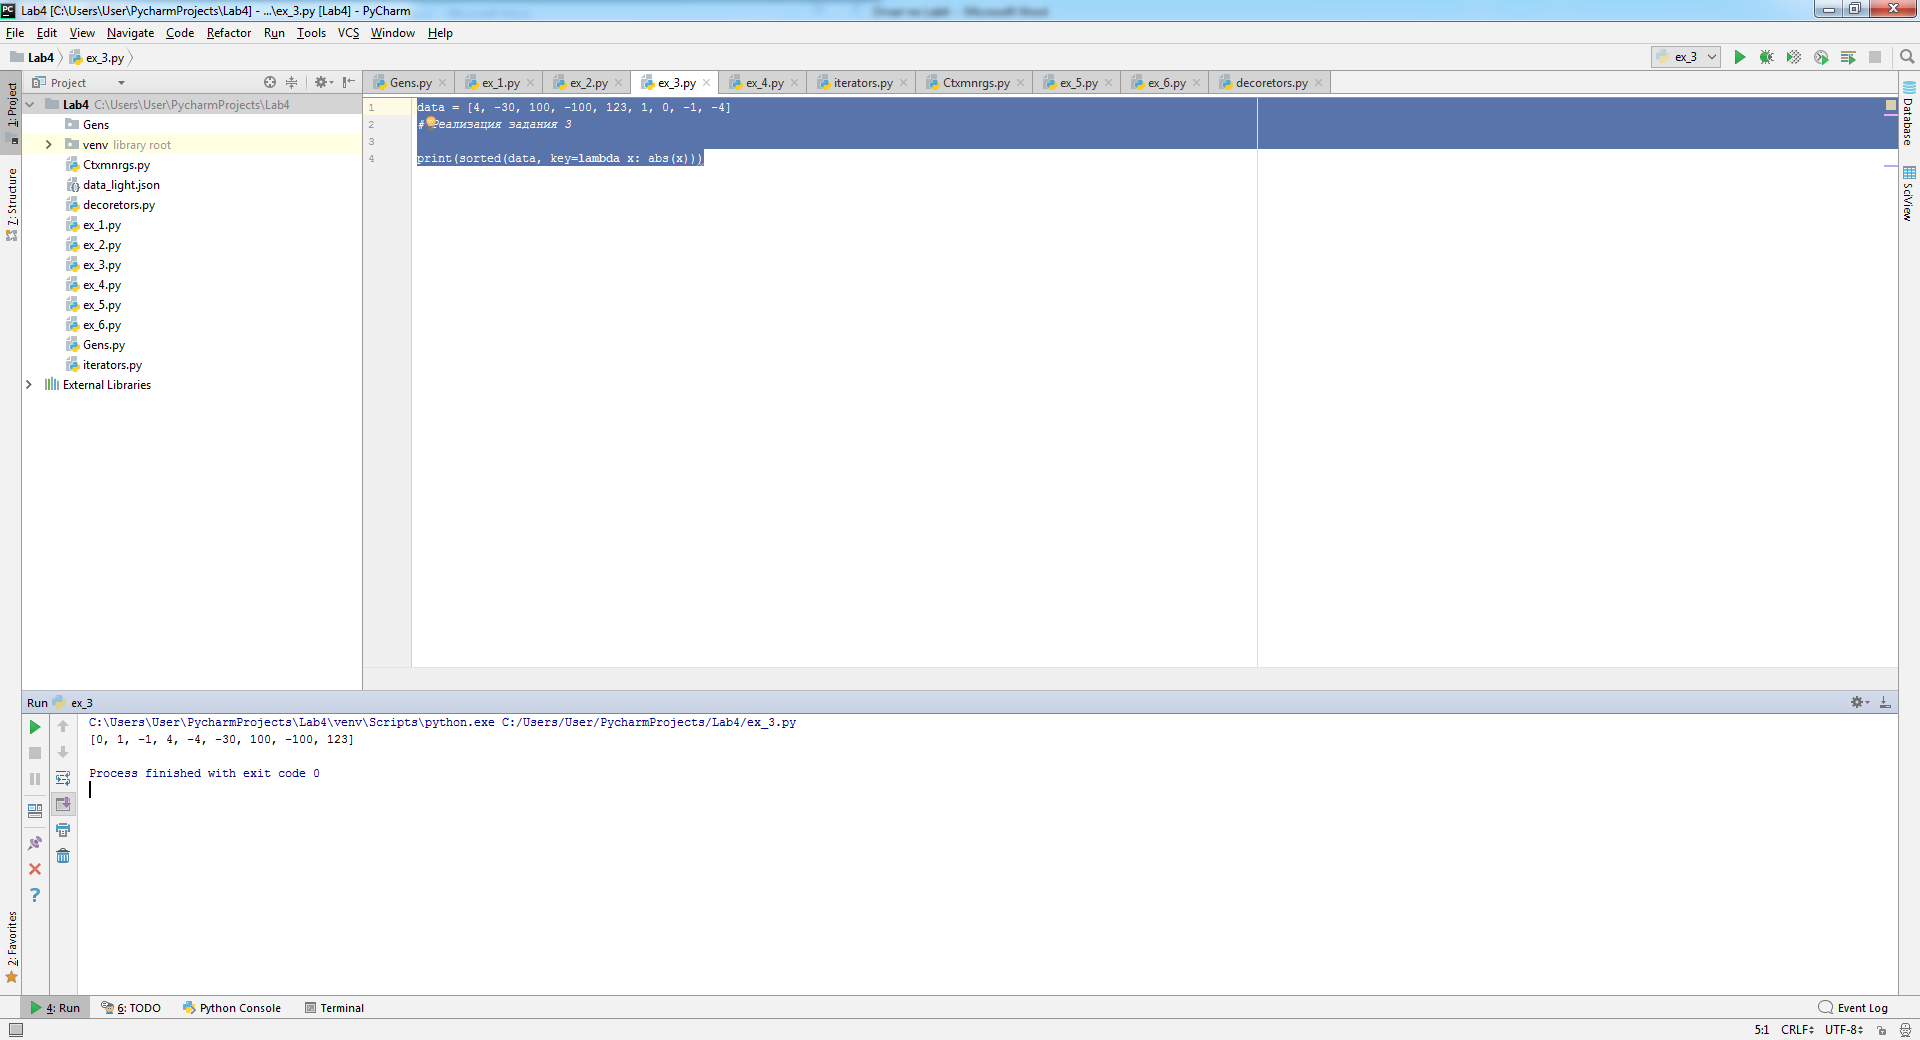 Lab4 [C:\Users\User\PycharmProjects\Lab4] - ...\ex_3.py [Lab4] - PyCharm
File Edit View Navigate Code Refactor Run Tools VCS Window Help
Lab4 ex_3.py
ex_3
Project
Gens.py ex_1.py ex_2.py ex_3.py ex_4.py iterators.py Ctxmnrgs.py ex_5.py ex_6.py decoretors.py
1: Project
7: Structure
2: Favorites
Lab4 C:\Users\User\PycharmProjects\Lab4
Gens
venv library root
Ctxmnrgs.py
data_light.json
decoretors.py
ex_1.py
ex_2.py
ex_3.py
ex_4.py
ex_5.py
ex_6.py
Gens.py
iterators.py
External Libraries
1 data = [4, -30, 100, -100, 123, 1, 0, -1, -4]
2 # Реализация задания 3
3
4 print(sorted(data, key=lambda x: abs(x)))
Database
SciView
Run ex_3
C:\Users\User\PycharmProjects\Lab4\venv\Scripts\python.exe C:/Users/User/PycharmProjects/Lab4/ex_3.py
[0, 1, -1, 4, -4, -30, 100, -100, 123]
Process finished with exit code 0
4: Run 6: TODO Python Console Terminal Event Log
5:1 CRLF UTF-8